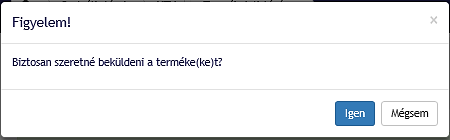 Figyelem!
×
Biztosan szeretné beküldeni a terméke(ke)t?
Igen
Mégsem